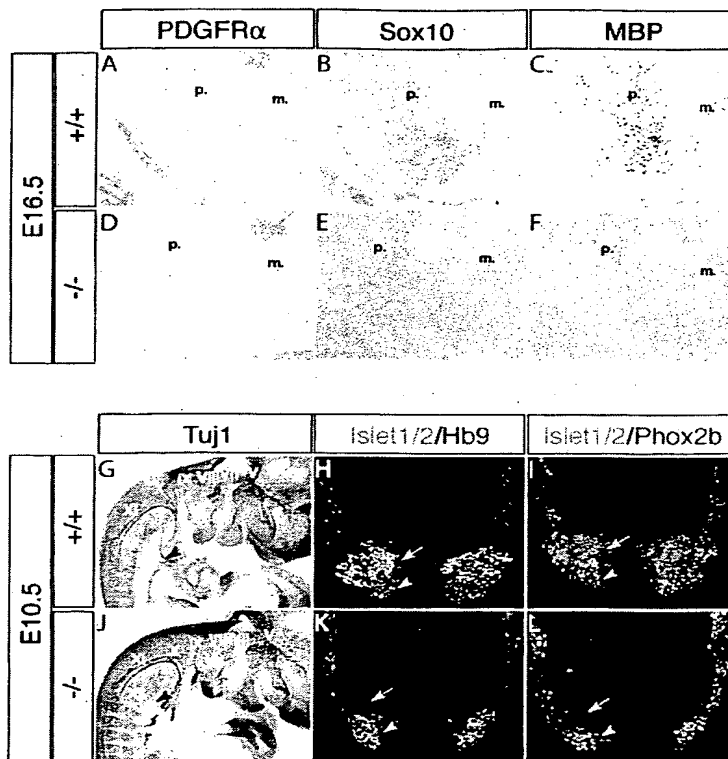 PDGFRα Sox10 MBP
E16.5
+/+
A p. m.
B p. m.
C p. m.
-/-
D p. m.
E p. m.
F p. m.
Tuj1 Islet1/2/Hb9 Islet1/2/Phox2b
E10.5
+/+
G
H
I
-/-
J
K
L